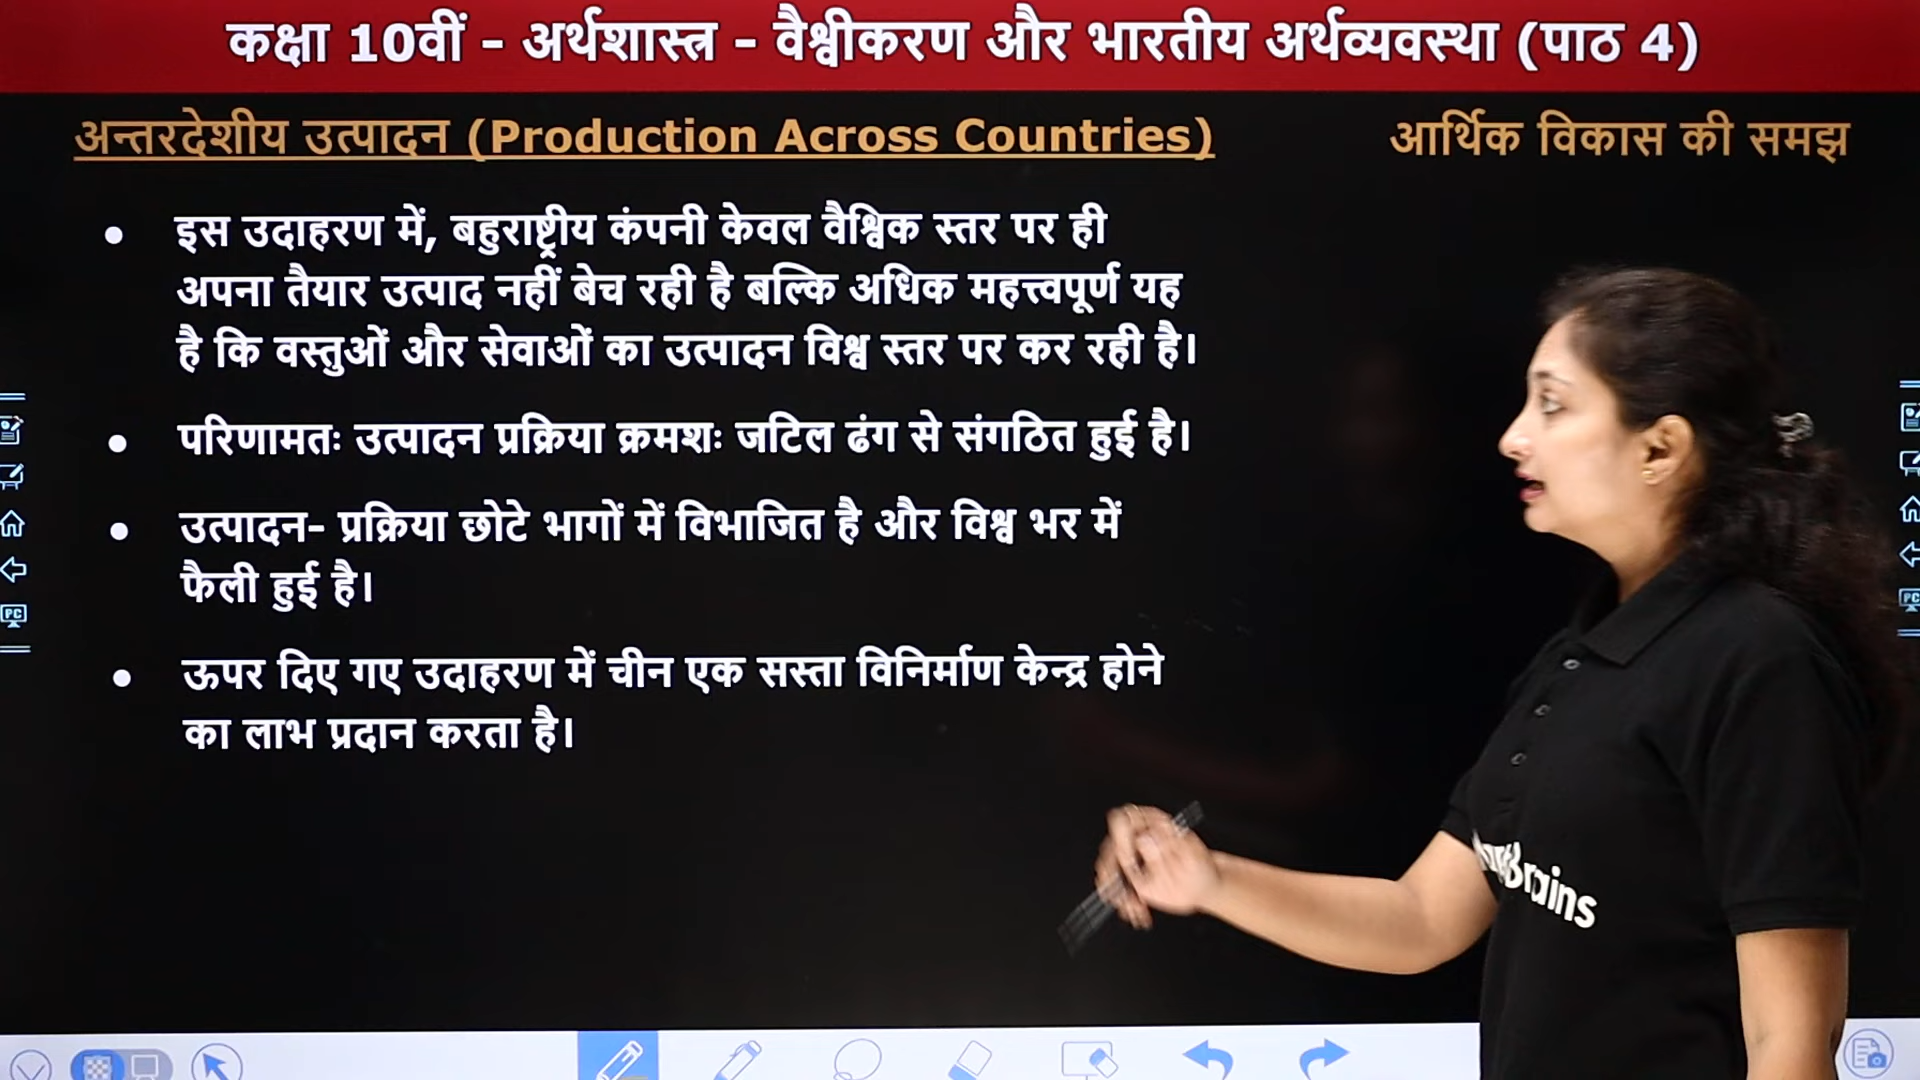 कक्षा 10वीं - अर्थशास्त्र - वैश्वीकरण और भारतीय अर्थव्यवस्था (पाठ 4)
अन्तरदेशीय उत्पादन (Production Across Countries)
आर्थिक विकास की समझ
• इस उदाहरण में, बहुराष्ट्रीय कंपनी केवल वैश्विक स्तर पर ही
अपना तैयार उत्पाद नहीं बेच रही है बल्कि अधिक महत्त्वपूर्ण यह
है कि वस्तुओं और सेवाओं का उत्पादन विश्व स्तर पर कर रही है।
• परिणामतः उत्पादन प्रक्रिया क्रमशः जटिल ढंग से संगठित हुई है।
• उत्पादन- प्रक्रिया छोटे भागों में विभाजित है और विश्व भर में
फैली हुई है।
• ऊपर दिए गए उदाहरण में चीन एक सस्ता विनिर्माण केन्द्र होने
का लाभ प्रदान करता है।
PC
PC
Brains